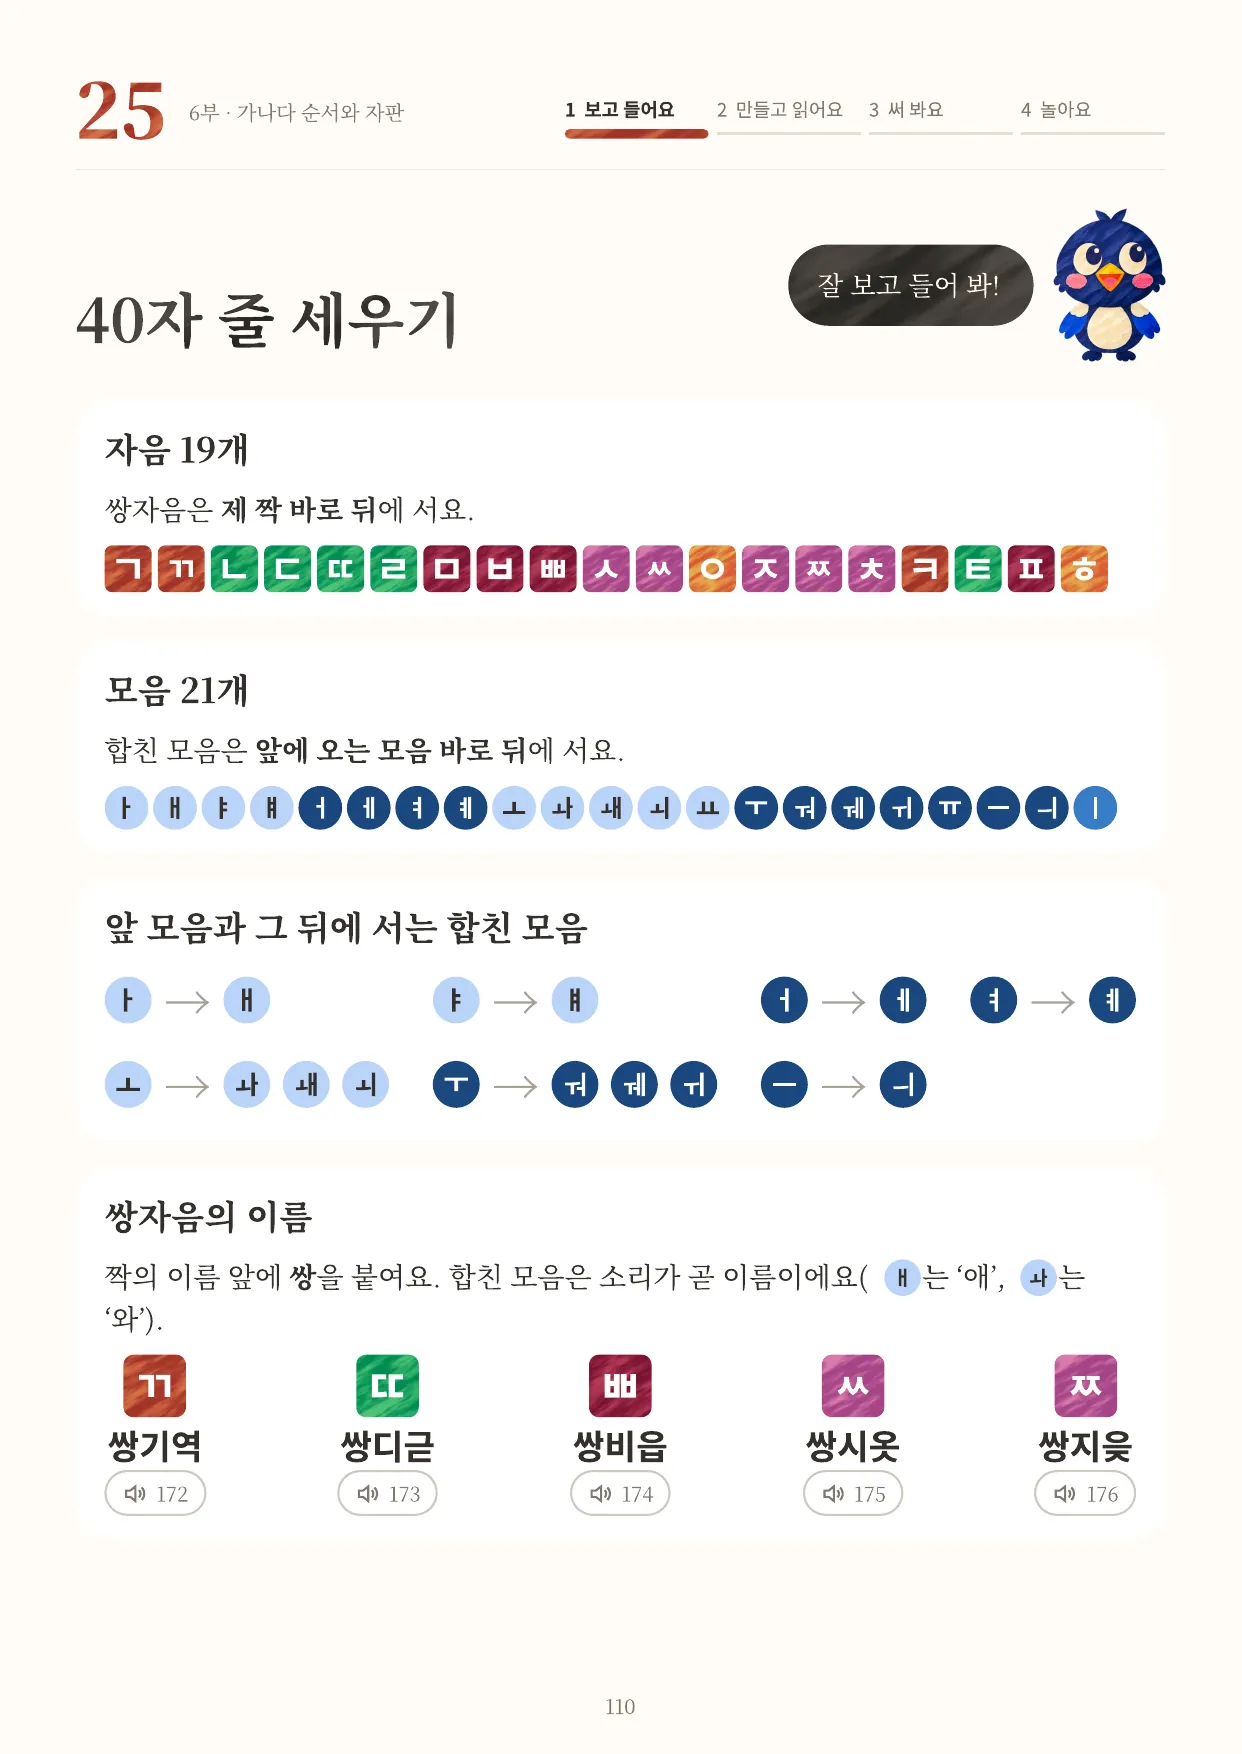 25
6부 · 가나다 순서와 자판
1 보고 들어요
2 만들고 읽어요
3 써 봐요
4 놀아요
잘 보고 들어 봐!
40자 줄 세우기
자음 19개
쌍자음은 제 짝 바로 뒤에 서요.
ㄱ ㄲ ㄴ ㄷ ㄸ ㄹ ㅁ ㅂ ㅃ ㅅ ㅆ ㅇ ㅈ ㅉ ㅊ ㅋ ㅌ ㅍ ㅎ
모음 21개
합친 모음은 앞에 오는 모음 바로 뒤에 서요.
ㅏ ㅐ ㅑ ㅒ ㅓ ㅔ ㅕ ㅖ ㅗ ㅘ ㅙ ㅚ ㅛ ㅜ ㅝ ㅞ ㅟ ㅠ ㅡ ㅢ ㅣ
앞 모음과 그 뒤에 서는 합친 모음
ㅏ → ㅐ ㅑ → ㅒ ㅓ → ㅔ ㅕ → ㅖ
ㅗ → ㅘ ㅙ ㅚ ㅜ → ㅝ ㅞ ㅟ ㅡ → ㅢ
쌍자음의 이름
짝의 이름 앞에 쌍을 붙여요. 합친 모음은 소리가 곧 이름이에요( ㅐ는 ‘애’, ㅘ는
‘와’).
ㄲ ㄸ ㅃ ㅆ ㅉ
쌍기역 쌍디귿 쌍비읍 쌍시옷 쌍지읒
172 173 174 175 176
110